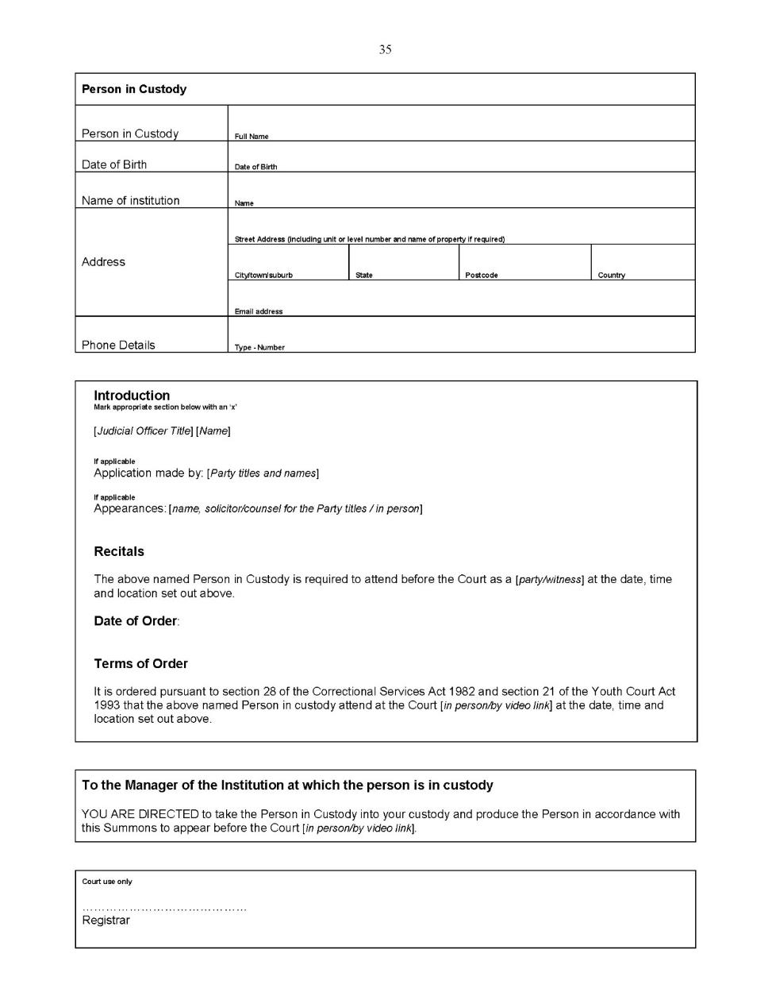 35
Person in Custody
Person in Custody
Full Name
Date of Birth
Date of Birth
Name of institution
Name
Address
Street Address (including unit or level number and name of property if required)
City/town/suburb State Postcode Country
Email address
Phone Details
Type - Number
Introduction
Mark appropriate section below with an ‘x’
[Judicial Officer Title] [Name]
If applicable
Application made by: [Party titles and names]
If applicable
Appearances: [name, solicitor/counsel for the Party titles / in person]
Recitals
The above named Person in Custody is required to attend before the Court as a [party/witness] at the date, time
and location set out above.
Date of Order:
Terms of Order
It is ordered pursuant to section 28 of the Correctional Services Act 1982 and section 21 of the Youth Court Act
1993 that the above named Person in custody attend at the Court [in person/by video link] at the date, time and
location set out above.
To the Manager of the Institution at which the person is in custody
YOU ARE DIRECTED to take the Person in Custody into your custody and produce the Person in accordance with
this Summons to appear before the Court [in person/by video link].
Court use only
……………………………………
Registrar